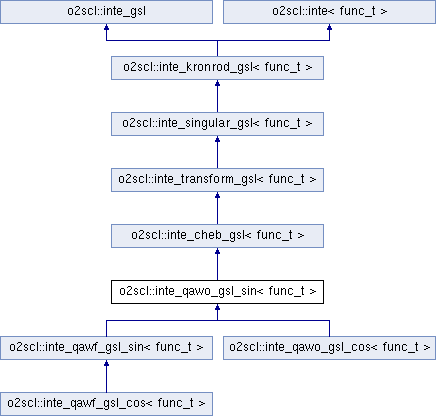 o2scl::inte_gsl
o2scl::inte< func_t >
o2scl::inte_kronrod_gsl< func_t >
o2scl::inte_singular_gsl< func_t >
o2scl::inte_transform_gsl< func_t >
o2scl::inte_cheb_gsl< func_t >
o2scl::inte_qawo_gsl_sin< func_t >
o2scl::inte_qawf_gsl_sin< func_t >
o2scl::inte_qawo_gsl_cos< func_t >
o2scl::inte_qawf_gsl_cos< func_t >